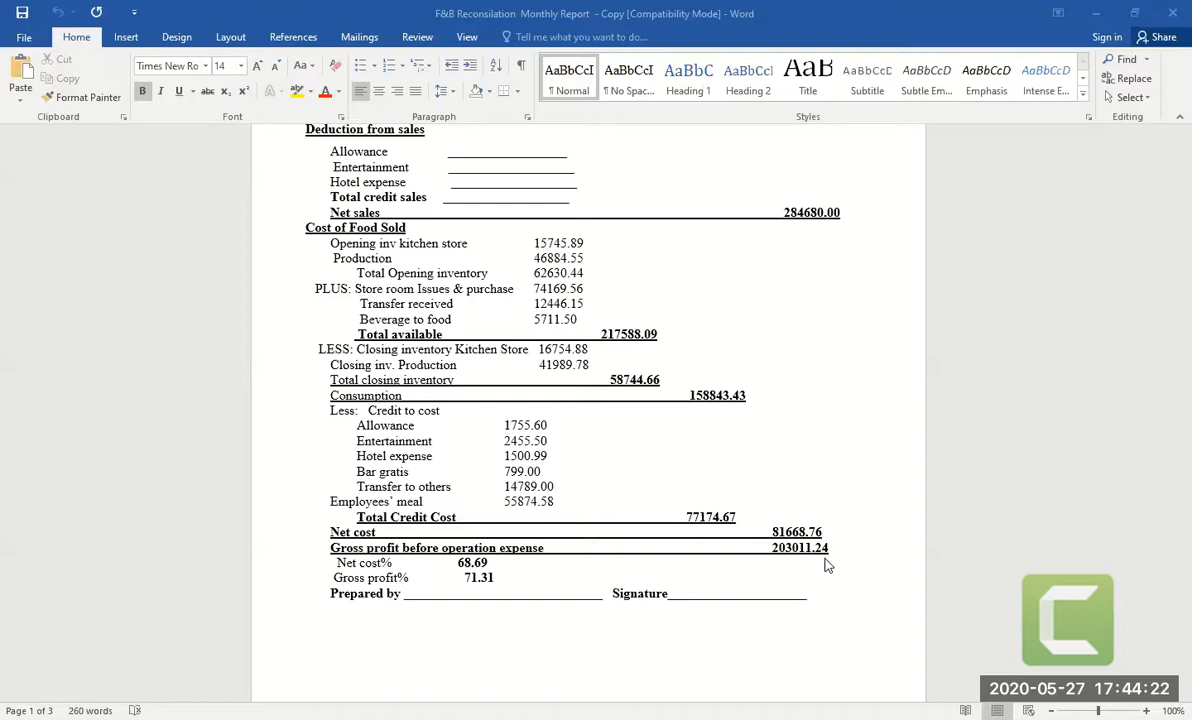 F&B Reconsilation  Monthly Report  - Copy [Compatibility Mode] - Word
File Home Insert Design Layout References Mailings Review View Tell me what you want to do... Sign in Share
Cut
Copy
Format Painter
Paste
Clipboard
Times New Ro 14
Font
Paragraph
AaBbCcI AaBbCcI AaBbC AaBbCcI AaB AaBbCcD AaBbCcD AaBbCcD AaBbCcD
¶ Normal ¶ No Spac... Heading 1 Heading 2 Title Subtitle Subtle Em... Emphasis Intense E...
Styles
Find
Replace
Select
Editing
Deduction from sales
Allowance ____________________
Entertainment ____________________
Hotel expense ____________________
Total credit sales ____________________
Net sales 284680.00
Cost of Food Sold
Opening inv kitchen store 15745.89
Production 46884.55
Total Opening inventory 62630.44
PLUS: Store room Issues & purchase 74169.56
Transfer received 12446.15
Beverage to food 5711.50
Total available 217588.09
LESS: Closing inventory Kitchen Store 16754.88
Closing inv. Production 41989.78
Total closing inventory 58744.66
Consumption 158843.43
Less: Credit to cost
Allowance 1755.60
Entertainment 2455.50
Hotel expense 1500.99
Bar gratis 799.00
Transfer to others 14789.00
Employees' meal 55874.58
Total Credit Cost 77174.67
Net cost 81668.76
Gross profit before operation expense 203011.24
Net cost% 68.69
Gross profit% 71.31
Prepared by ______________________________ Signature____________________
2020-05-27 17:44:22
Page 1 of 3 260 words 100%